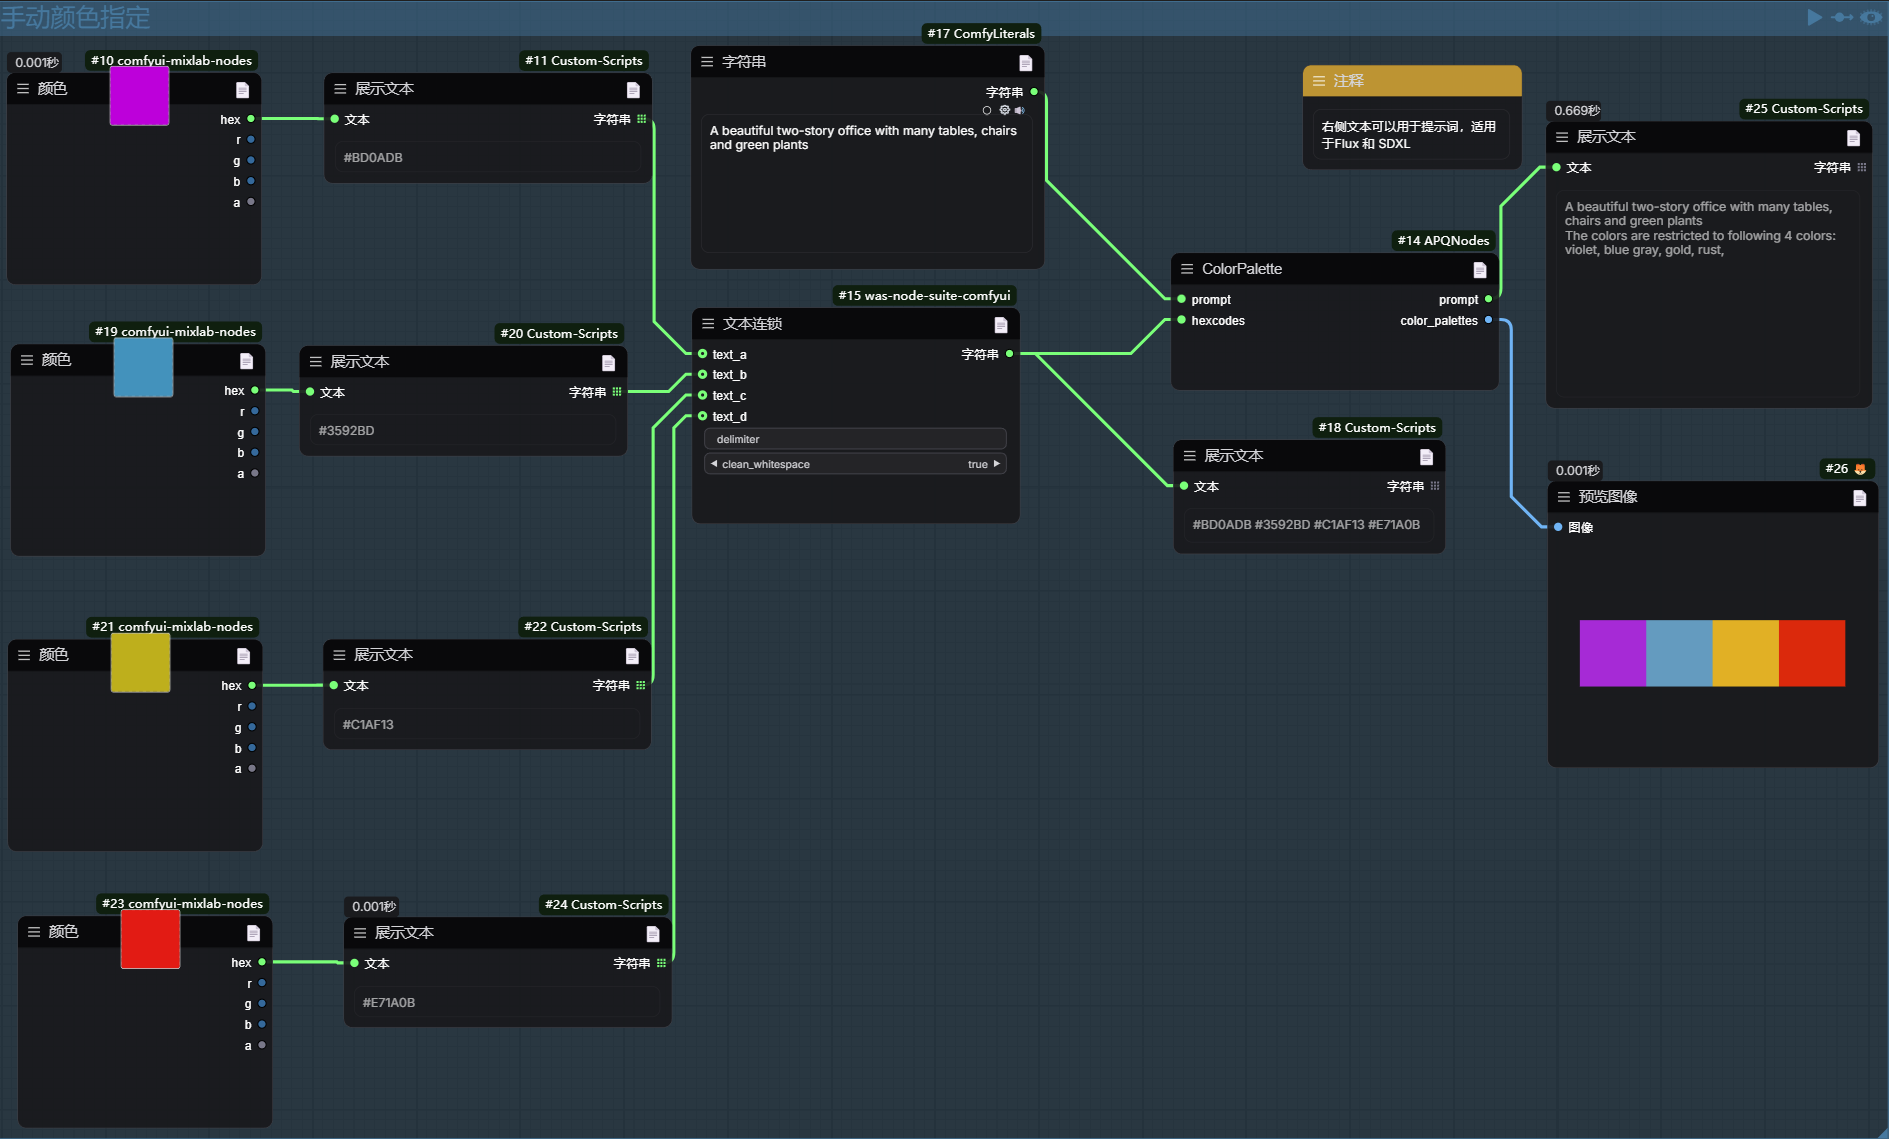 手动颜色指定
0.001秒
#10 comfyui-mixlab-nodes
颜色
hex
r
g
b
a
#11 Custom-Scripts
展示文本
文本
字符串
#BD0ADB
#17 ComfyLiterals
字符串
字符串
A beautiful two-story office with many tables, chairs
and green plants
注释
右侧文本可以用于提示词，适用
于Flux 和 SDXL
0.669秒
#25 Custom-Scripts
展示文本
文本
字符串
A beautiful two-story office with many tables,
chairs and green plants
The colors are restricted to following 4 colors:
violet, blue gray, gold, rust,
#14 APQNodes
ColorPalette
prompt
prompt
hexcodes
color_palettes
#19 comfyui-mixlab-nodes
颜色
hex
r
g
b
a
#20 Custom-Scripts
展示文本
文本
字符串
#3592BD
#15 was-node-suite-comfyui
文本连锁
text_a
字符串
text_b
text_c
text_d
delimiter
clean_whitespace
true
#18 Custom-Scripts
展示文本
文本
字符串
#BD0ADB #3592BD #C1AF13 #E71A0B
0.001秒
#26
预览图像
图像
#21 comfyui-mixlab-nodes
颜色
hex
r
g
b
a
#22 Custom-Scripts
展示文本
文本
字符串
#C1AF13
#23 comfyui-mixlab-nodes
颜色
hex
r
g
b
a
0.001秒
#24 Custom-Scripts
展示文本
文本
字符串
#E71A0B